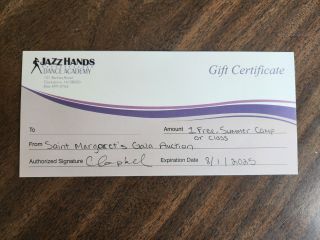 JAZZ HANDS
DANCE ACADEMY
Gift Certificate
To
Amount 1 Free Summer Camp
or class
From Saint Margaret's Gala Auction
Authorized Signature
Expiration Date 8/1/2025